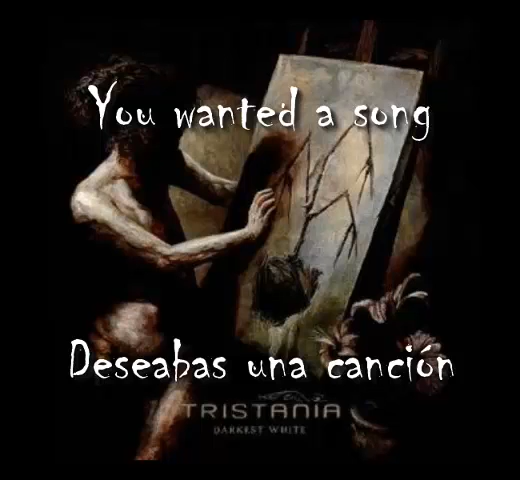 You wanted a song
Deseabas una canción
TRISTANIA
DARKEST WHITE